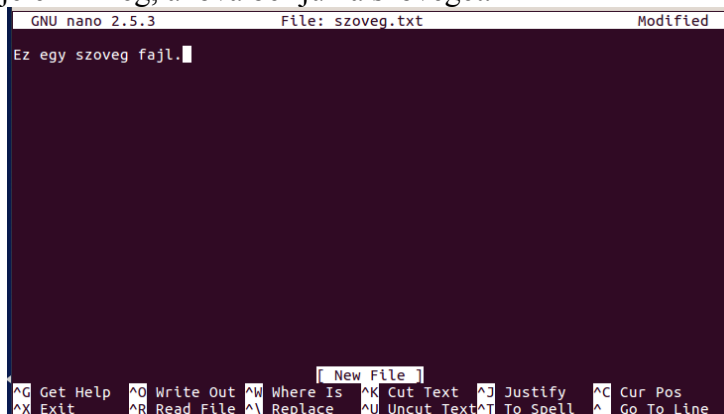 GNU nano 2.5.3 File: szoveg.txt Modified
Ez egy szoveg fajl.
[ New File ]
^G Get Help ^O Write Out ^W Where Is ^K Cut Text ^J Justify ^C Cur Pos
^X Exit ^R Read File ^\ Replace ^U Uncut Text ^T To Spell ^_ Go To Line